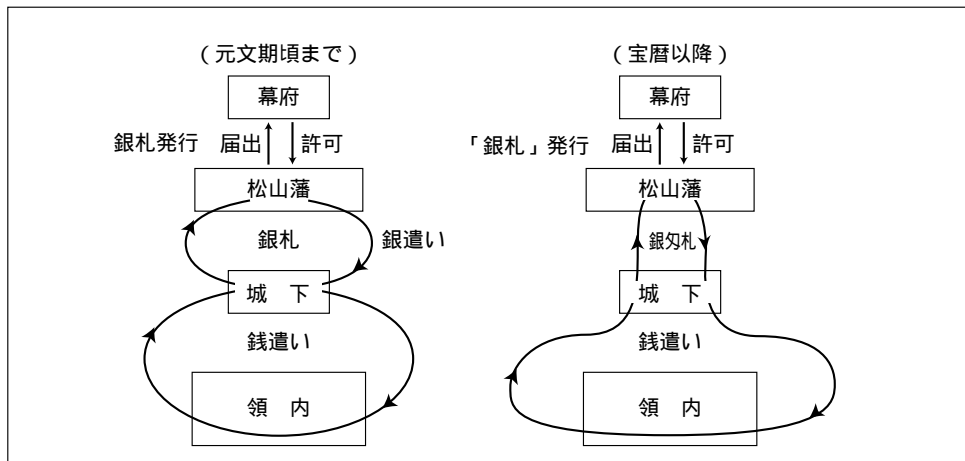 (元文期頃まで)
幕府
銀札発行 届出 許可
松山藩
銀札 銀遣い
城 下
銭遣い
領 内
(宝暦以降)
幕府
「銀札」発行 届出 許可
松山藩
銀匁札
城 下
銭遣い
領 内